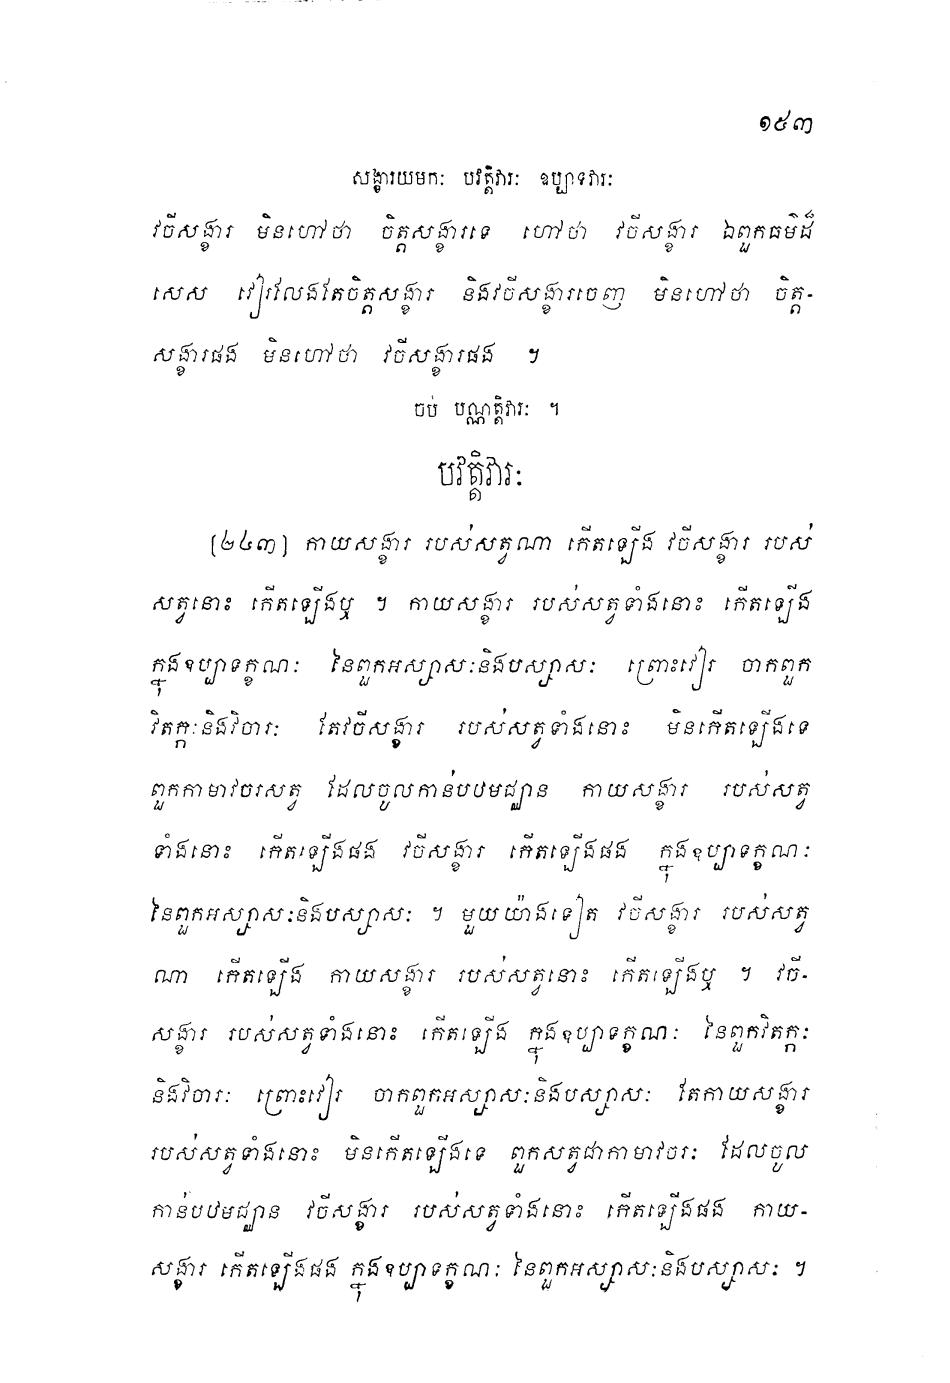 ១៥៣
សង្ខារយមកៈ បវត្តិវារៈ ឧប្បាទវារៈ
វចីសង្ខារ មិនហៅថា ចិត្តសង្ខារទេ ហៅថា វចីសង្ខារ ឯពួកធម៌ដ៏
សេស វៀរលែងតែចិត្តសង្ខារ និងវចីសង្ខារចេញ មិនហៅថា ចិត្ត-
សង្ខារផង មិនហៅថា វចីសង្ខារផង ។
ចប់ បណ្ណត្តិវារៈ ។
បវត្តិវារៈ
(២៤៣) កាយសង្ខារ របស់សត្វណា កើតឡើង វចីសង្ខារ របស់
សត្វនោះ កើតឡើងឬ ។ កាយសង្ខារ របស់សត្វទាំងនោះ កើតឡើង
ក្នុងឧប្បាទក្ខណៈ នៃពួកអស្សាសៈនិងបស្សាសៈ ព្រោះវៀរ ចាកពួក
វិតក្កៈនិងវិចារៈ តែវចីសង្ខារ របស់សត្វទាំងនោះ មិនកើតឡើងទេ
ពួកកាមាវចរសត្វ ដែលចូលកាន់បឋមជ្ឈាន កាយសង្ខារ របស់សត្វ
ទាំងនោះ កើតឡើងផង វចីសង្ខារ កើតឡើងផង ក្នុងឧប្បាទក្ខណៈ
នៃពួកអស្សាសៈនិងបស្សាសៈ ។ មួយយ៉ាងទៀត វចីសង្ខារ របស់សត្វ
ណា កើតឡើង កាយសង្ខារ របស់សត្វនោះ កើតឡើងឬ ។ វចី-
សង្ខារ របស់សត្វទាំងនោះ កើតឡើង ក្នុងឧប្បាទក្ខណៈ នៃពួកវិតក្កៈ
និងវិចារៈ ព្រោះវៀរ ចាកពួកអស្សាសៈនិងបស្សាសៈ តែកាយសង្ខារ
របស់សត្វទាំងនោះ មិនកើតឡើងទេ ពួកសត្វជាកាមាវចរៈ ដែលចូល
កាន់បឋមជ្ឈាន វចីសង្ខារ របស់សត្វទាំងនោះ កើតឡើងផង កាយ-
សង្ខារ កើតឡើងផង ក្នុងឧប្បាទក្ខណៈ នៃពួកអស្សាសៈនិងបស្សាសៈ ។